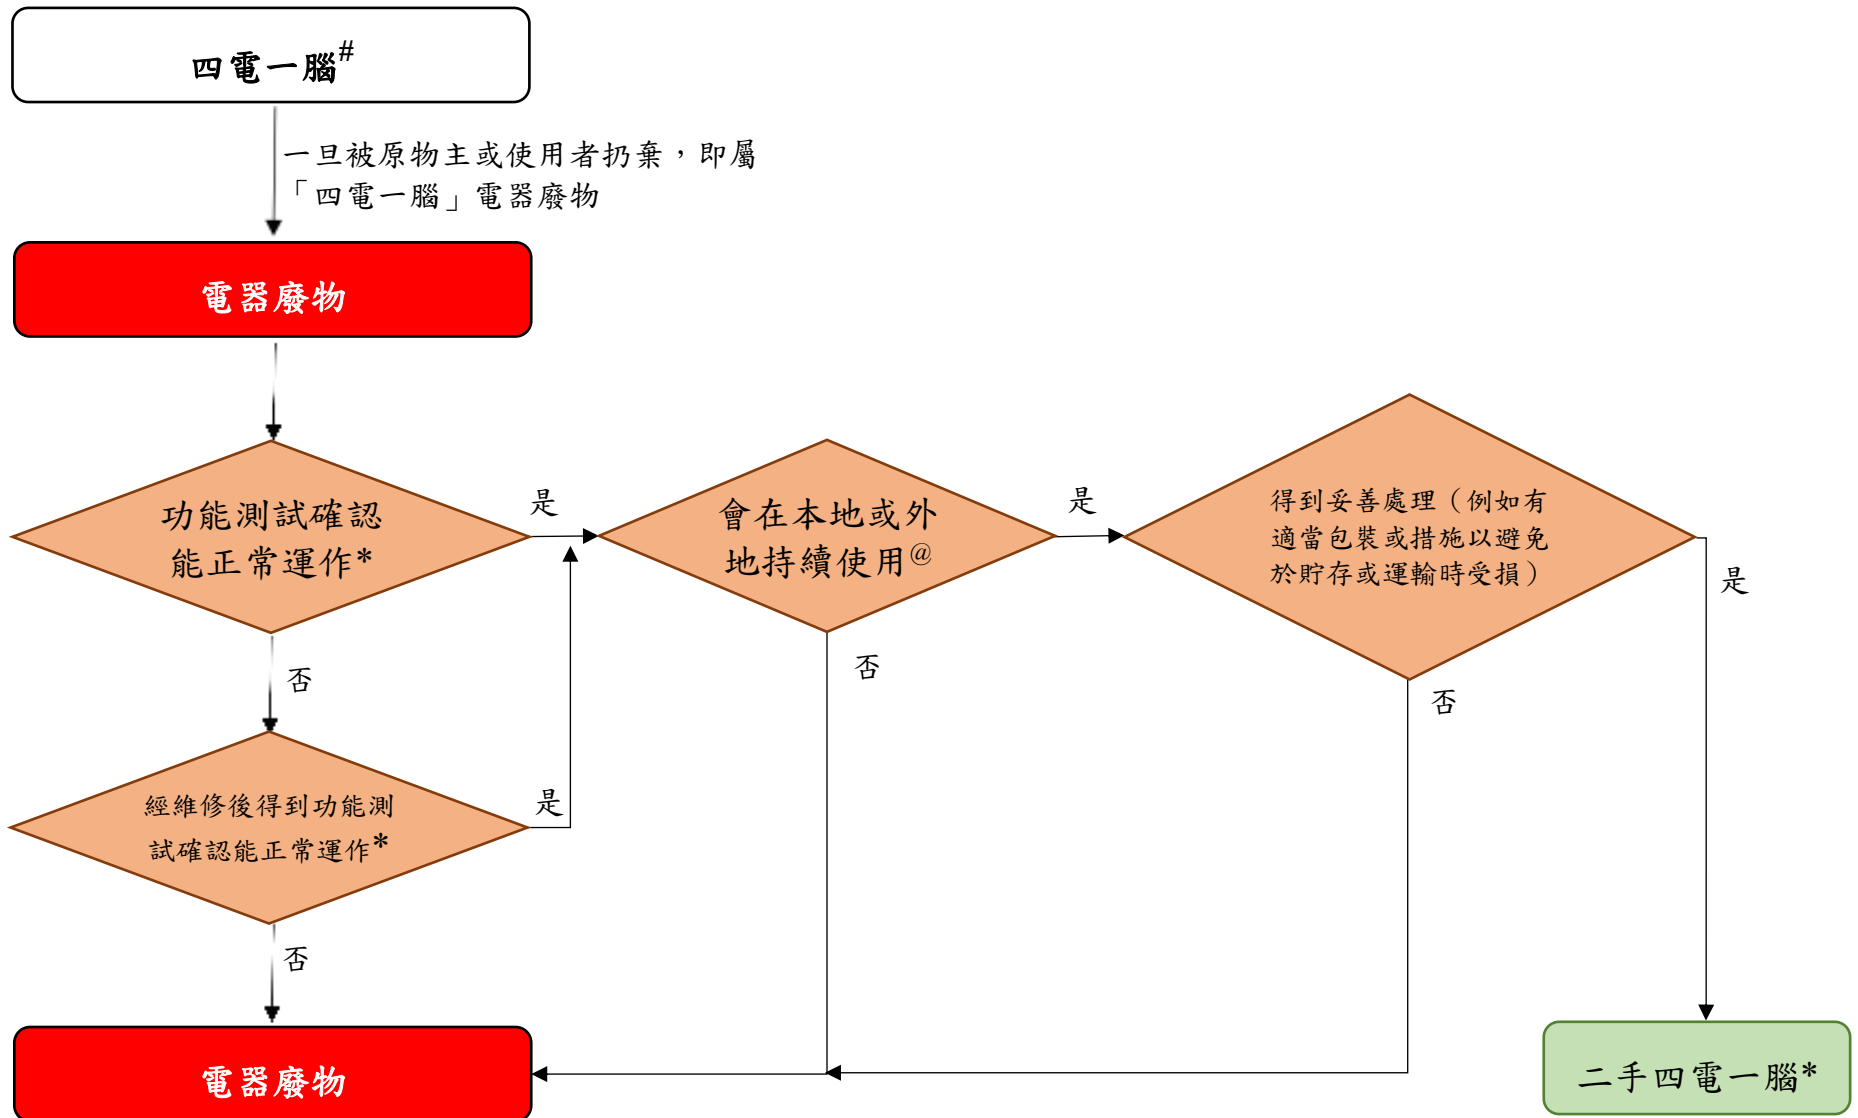 四電一腦#
一旦被原物主或使用者扔棄，即屬
「四電一腦」電器廢物
電器廢物
功能測試確認
能正常運作*
是
會在本地或外
地持續使用@
是
得到妥善處理（例如有
適當包裝或措施以避免
於貯存或運輸時受損）
是
否
否
否
經維修後得到功能測
試確認能正常運作*
是
否
電器廢物
二手四電一腦*